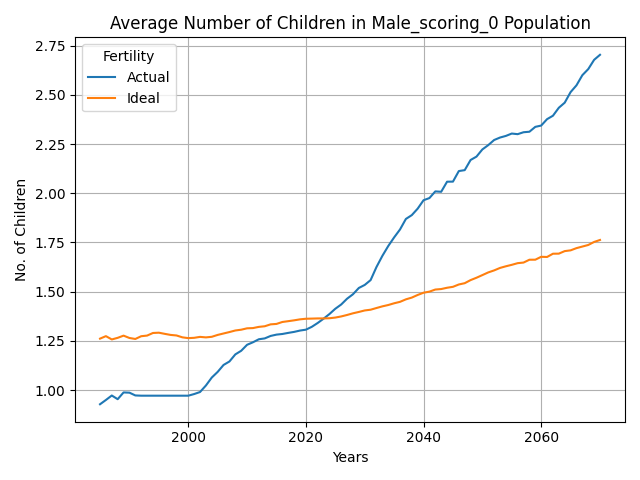 Average Number of Children in Male_scoring_0 Population
Fertility
Actual
Ideal
2.75
2.50
2.25
2.00
1.75
1.50
1.25
1.00
No. of Children
2000
2020
2040
2060
Years